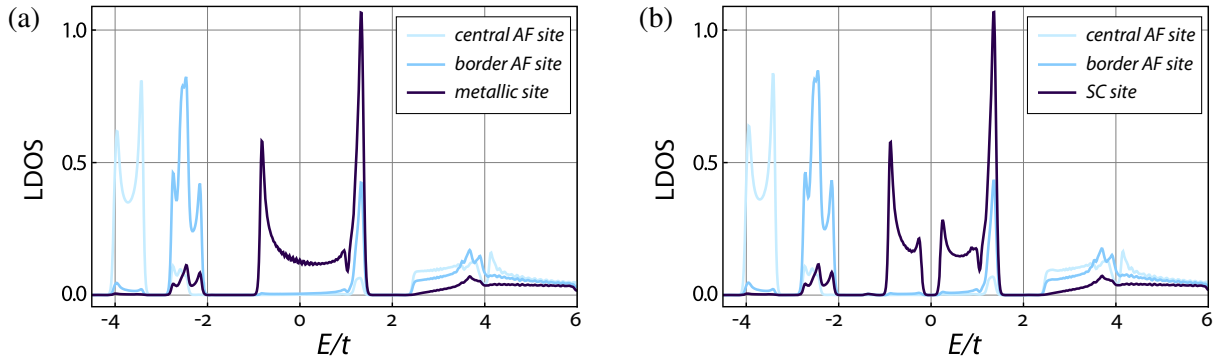 (a)
LDOS
1.0
0.5
0.0
central AF site
border AF site
metallic site
-4
-2
0
2
4
6
E/t
(b)
LDOS
1.0
0.5
0.0
central AF site
border AF site
SC site
-4
-2
0
2
4
6
E/t